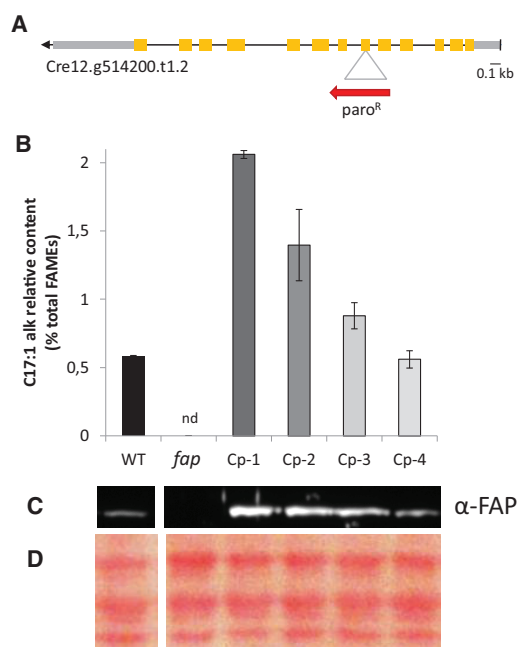 A
Cre12.g514200.t1.2
0.1 kb
paroᴿ
B
C17:1 alk relative content
(% total FAMEs)
2
1,5
1
0,5
0
nd
WT fap Cp-1 Cp-2 Cp-3 Cp-4
C
α-FAP
D